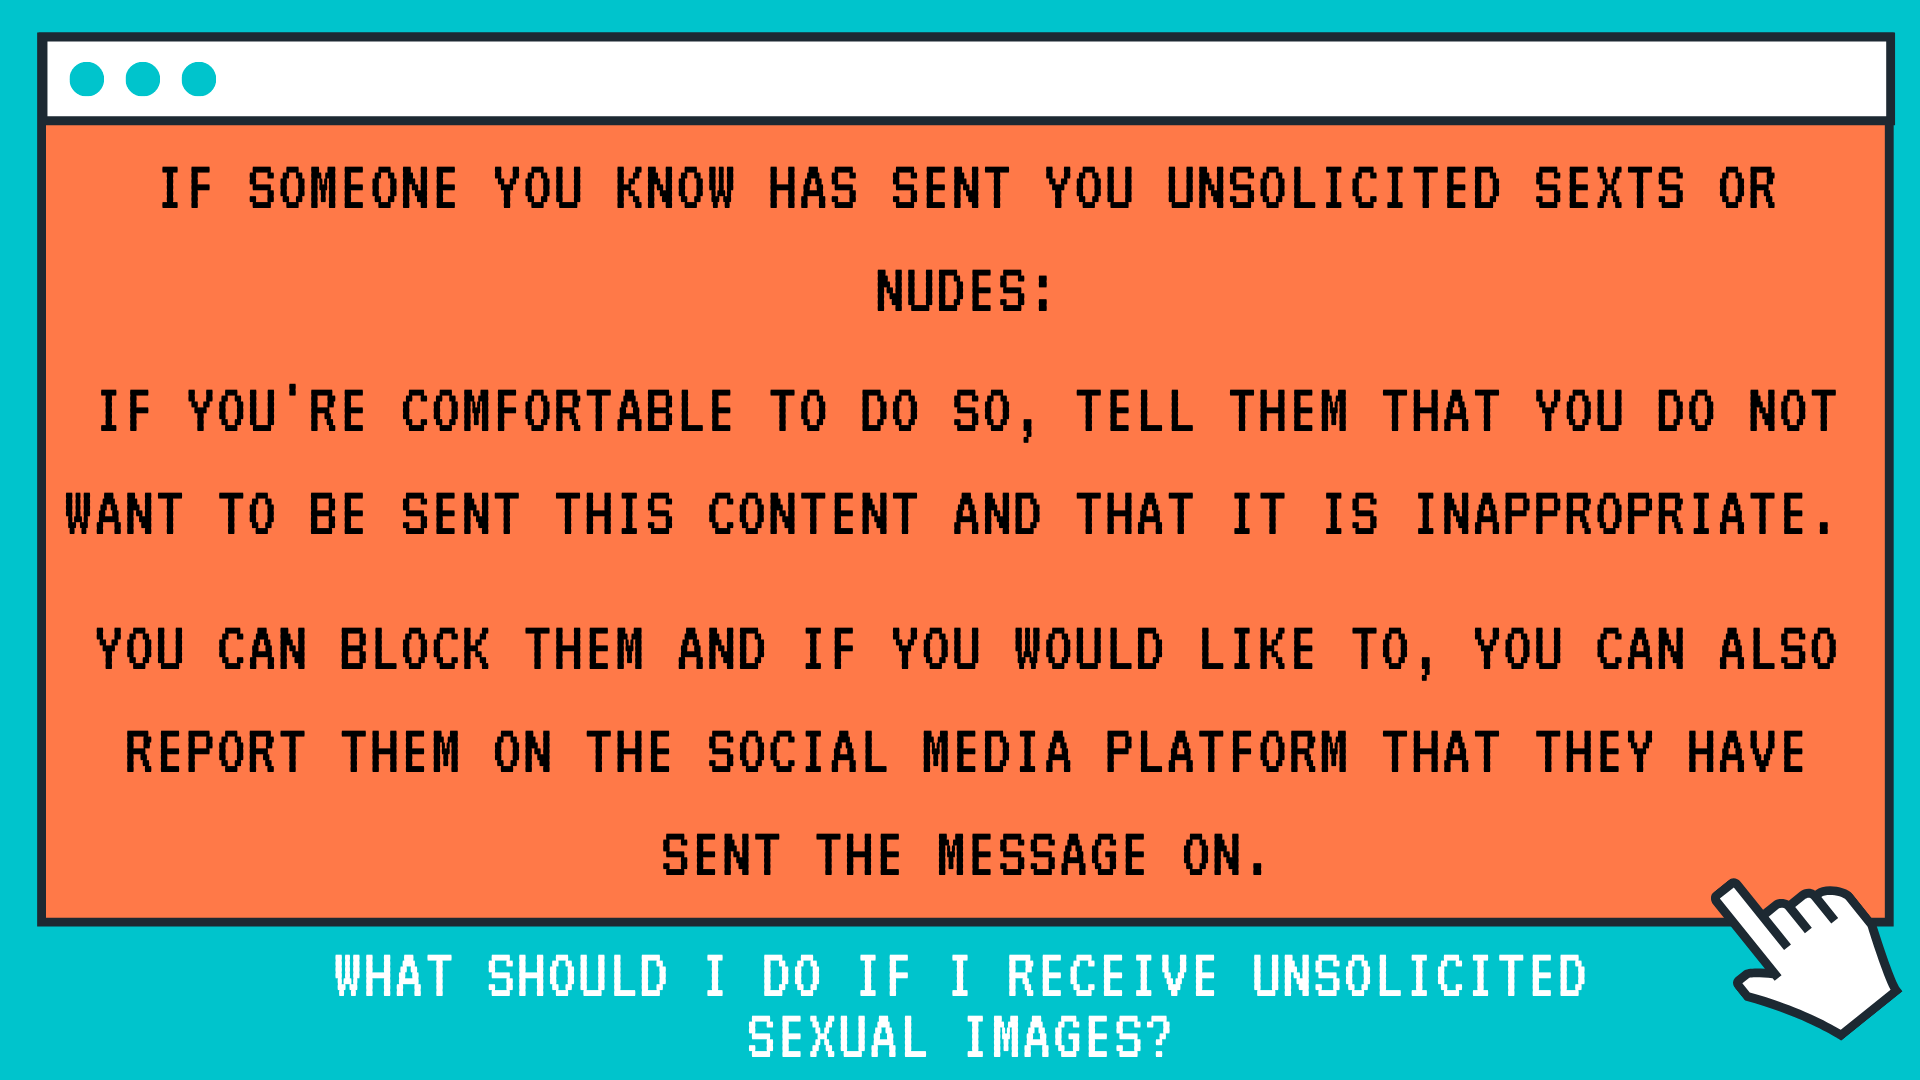 IF SOMEONE YOU KNOW HAS SENT YOU UNSOLICITED SEXTS OR
NUDES:
IF YOU'RE COMFORTABLE TO DO SO, TELL THEM THAT YOU DO NOT
WANT TO BE SENT THIS CONTENT AND THAT IT IS INAPPROPRIATE.
YOU CAN BLOCK THEM AND IF YOU WOULD LIKE TO, YOU CAN ALSO
REPORT THEM ON THE SOCIAL MEDIA PLATFORM THAT THEY HAVE
SENT THE MESSAGE ON.
WHAT SHOULD I DO IF I RECEIVE UNSOLICITED
SEXUAL IMAGES?